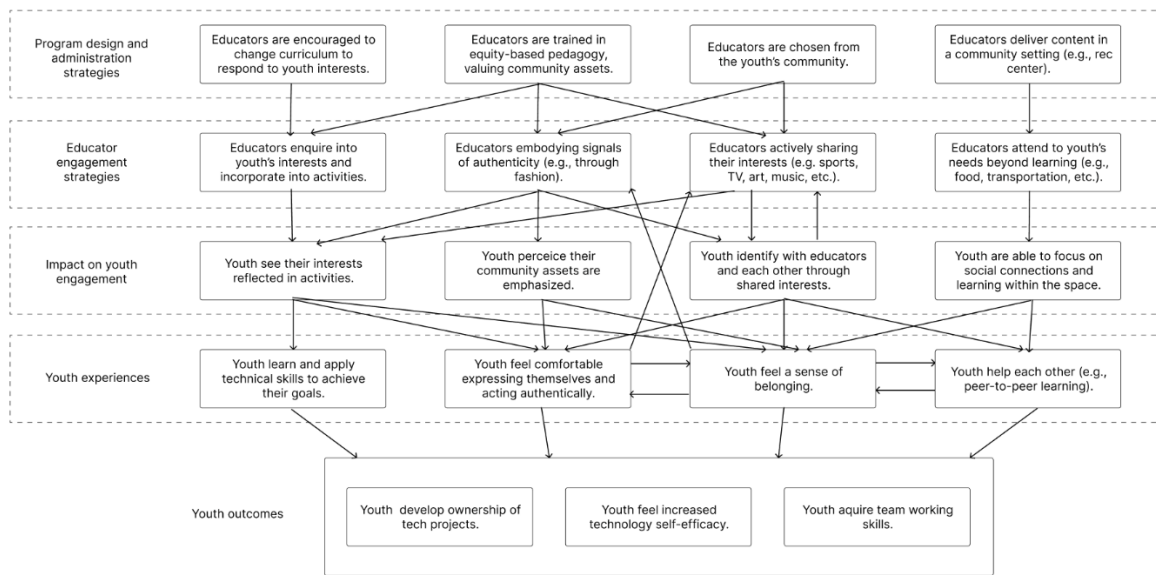 Program design and
administration
strategies
Educators are encouraged to
change curriculum to
respond to youth interests.
Educators are trained in
equity-based pedagogy,
valuing community assets.
Educators are chosen from
the youth's community.
Educators deliver content in
a community setting (e.g., rec
center).
Educator
engagement
strategies
Educators enquire into
youth's interests and
incorporate into activities.
Educators embodying signals
of authenticity (e.g., through
fashion).
Educators actively sharing
their interests (e.g. sports,
TV, art, music, etc.).
Educators attend to youth's
needs beyond learning (e.g.,
food, transportation, etc.).
Impact on youth
engagement
Youth see their interests
reflected in activities.
Youth perceice their
community assets are
emphasized.
Youth identify with educators
and each other through
shared interests.
Youth are able to focus on
social connections and
learning within the space.
Youth experiences
Youth learn and apply
technical skills to achieve
their goals.
Youth feel comfortable
expressing themselves and
acting authentically.
Youth feel a sense of
belonging.
Youth help each other (e.g.,
peer-to-peer learning).
Youth outcomes
Youth develop ownership of
tech projects.
Youth feel increased
technology self-efficacy.
Youth aquire team working
skills.